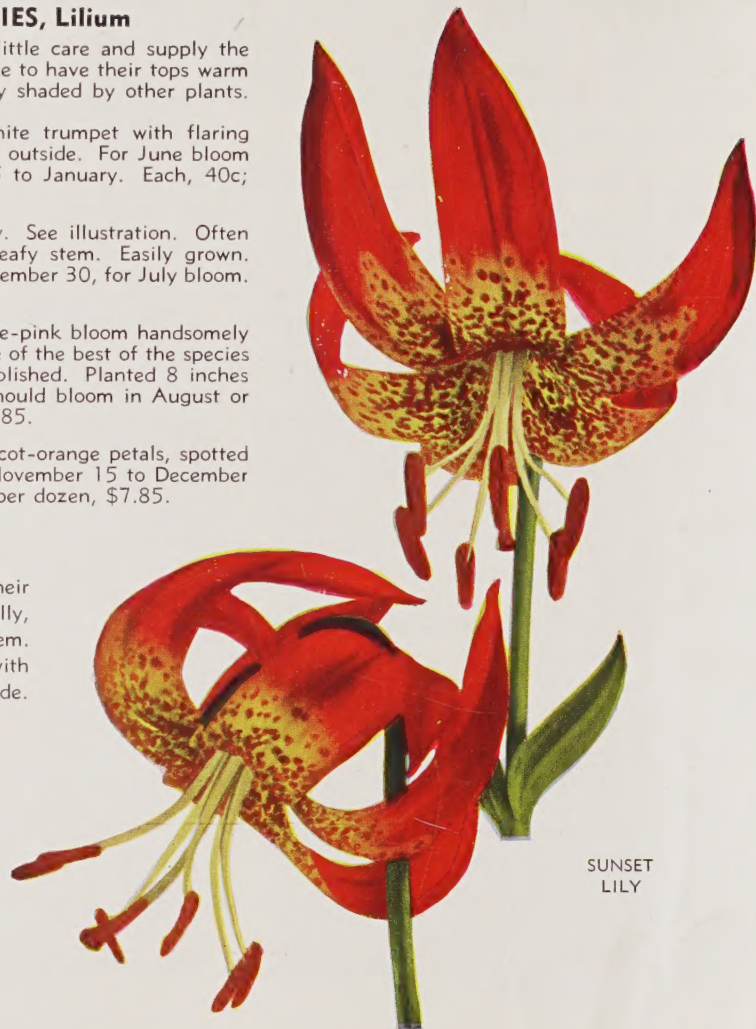 IES, Lilium
ittle care and supply the
e to have their tops warm
y shaded by other plants.
nite trumpet with flaring
outside. For June bloom
to January. Each, 40c;
. See illustration. Often
eafy stem. Easily grown.
ember 30, for July bloom.
e-pink bloom handsomely
of the best of the species
blished. Planted 8 inches
hould bloom in August or
85.
cot-orange petals, spotted
November 15 to December
per dozen, $7.85.
heir
lly,
em.
with
de.
SUNSET
LILY